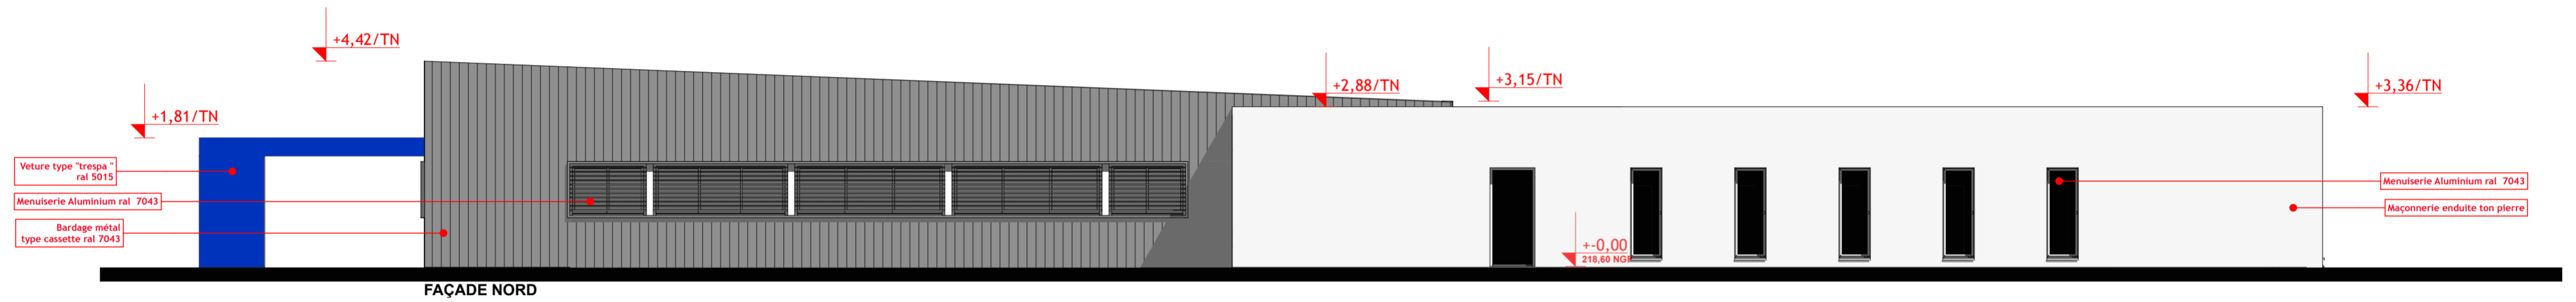 +4,42/TN
+1,81/TN
+2,88/TN
+3,15/TN
+3,36/TN
Veture type "trespa "
ral 5015
Menuiserie Aluminium ral 7043
Bardage métal
type cassette ral 7043
Menuiserie Aluminium ral 7043
Maçonnerie enduite ton pierre
+-0,00
218,60 NGF
FAÇADE NORD